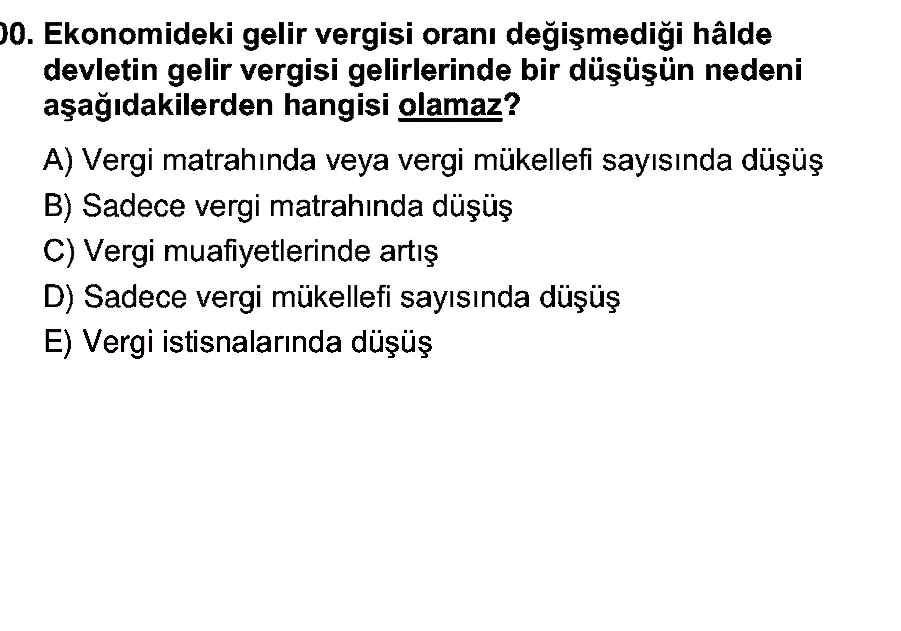 00. Ekonomideki gelir vergisi oranı değişmediği hâlde
devletin gelir vergisi gelirlerinde bir düşüşün nedeni
aşağıdakilerden hangisi olamaz?
A) Vergi matrahında veya vergi mükellefi sayısında düşüş
B) Sadece vergi matrahında düşüş
C) Vergi muafiyetlerinde artış
D) Sadece vergi mükellefi sayısında düşüş
E) Vergi istisnalarında düşüş